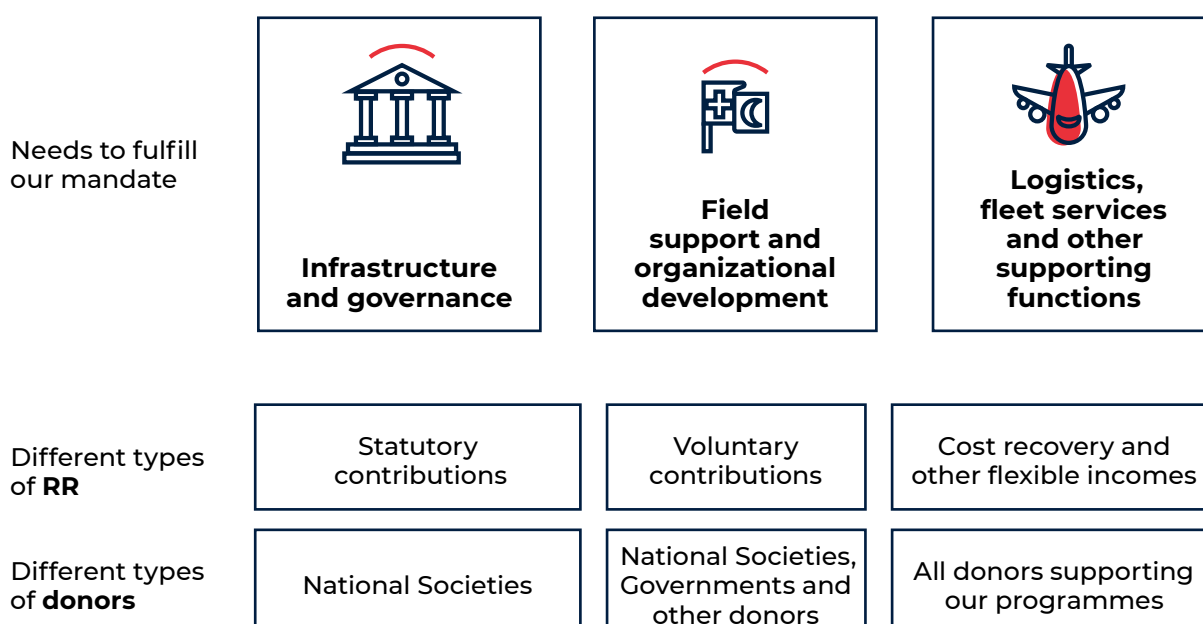 Needs to fulfill
our mandate
Infrastructure
and governance
Field
support and
organizational
development
Logistics,
fleet services
and other
supporting
functions
Different types
of RR
Statutory
contributions
Voluntary
contributions
Cost recovery and
other flexible incomes
Different types
of donors
National Societies
National Societies,
Governments and
other donors
All donors supporting
our programmes